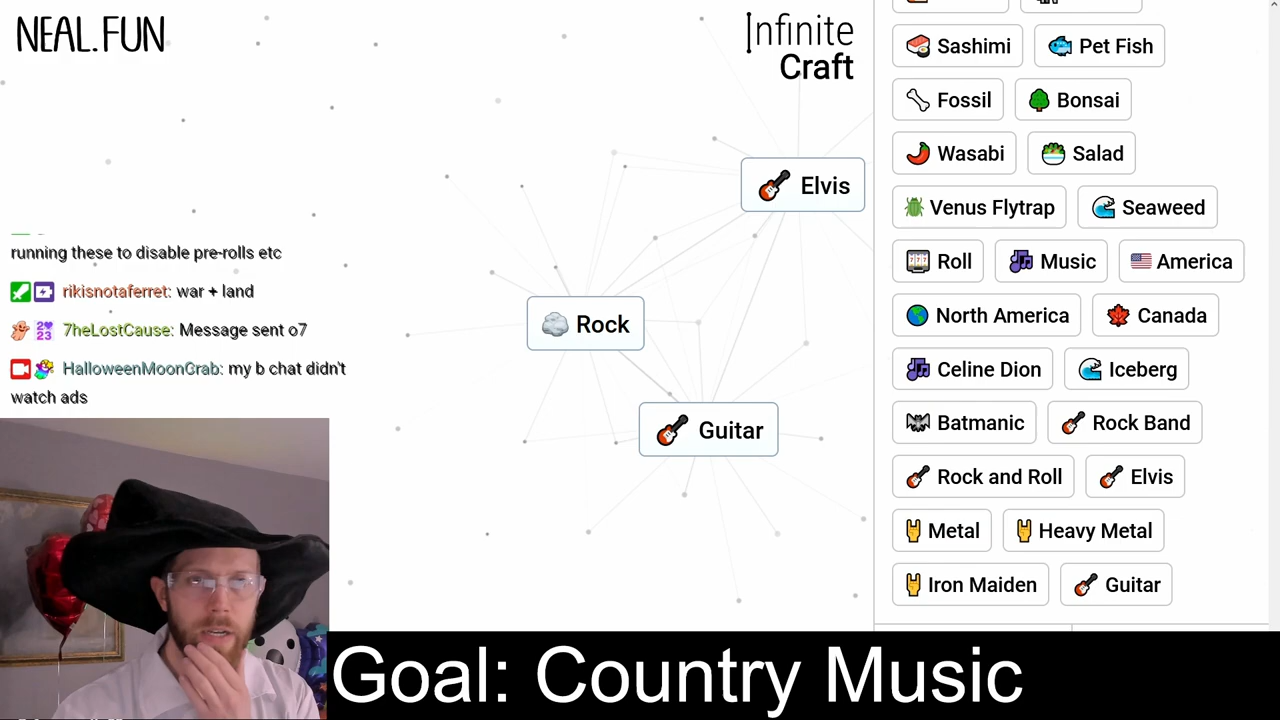 NEAL.FUN
Infinite
Craft
Sashimi
Pet Fish
Fossil
Bonsai
Wasabi
Salad
Venus Flytrap
Seaweed
Roll
Music
America
North America
Canada
Celine Dion
Iceberg
Batmanic
Rock Band
Rock and Roll
Elvis
Metal
Heavy Metal
Iron Maiden
Guitar
Elvis
Rock
Guitar
running these to disable pre-rolls etc
rikisnotaferret: war + land
7heLostCause: Message sent o7
HalloweenMoonCrab: my b chat didn't
watch ads
Goal: Country Music